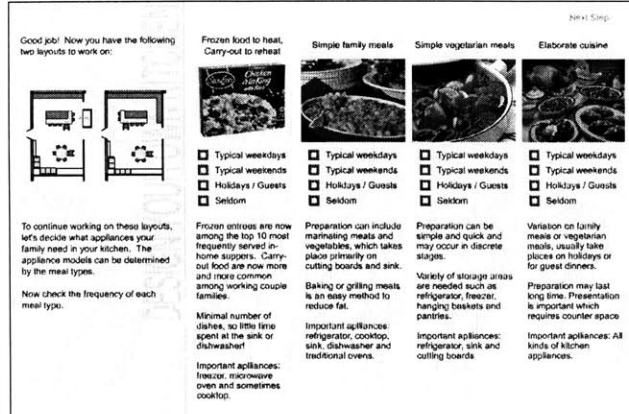 Next Step
Good job! Now you have the following
two layouts to work on:
To continue working on these layouts,
let's decide what appliances your
family need in your kitchen. The
appliance models can be determined
by the meal types.
Now check the frequency of each
meal type.
Frozen food to heat,
Carry-out to reheat
Chicken
with Rice
Typical weekdays
Typical weekends
Holidays / Guests
Seldom
Frozen entrees are now
among the top 10 most
frequently served in-
home suppers. Carry-
out food are now more
and more common
among working couple
families.
Minimal number of
dishes, so little time
spent at the sink or
dishwasher!
Important apliiances:
freezor, microwave
oven and sometimes
cooktop.
Simple family meals
Typical weekdays
Typical weekends
Holidays / Guests
Seldom
Preparation can include
marinating meats and
vegetables, which takes
place primarily on
cutting boards and sink.
Baking or grilling meats
is an easy method to
reduce fat.
Important apliiances:
refrigerator, cooktop,
sink, dishwasher and
traditional ovens.
Simple vegetarian meals
Typical weekdays
Typical weekends
Holidays / Guests
Seldom
Preparation can be
simple and quick and
may occur in discrete
stages.
Variety of storage areas
are needed such as
refrigerator, freezer,
hanging baskets and
pantries.
Important apliiances:
refrigerator, sink and
cutting boards
Elaborate cuisine
Typical weekdays
Typical weekends
Holidays / Guests
Seldom
Variation on family
meals or vegetarian
meals, usually take
places on holidays or
for guest dinners.
Preparation may last
long time. Presentation
is important which
requires counter space
Important apliiances: All
kinds of kitchen
appliances.